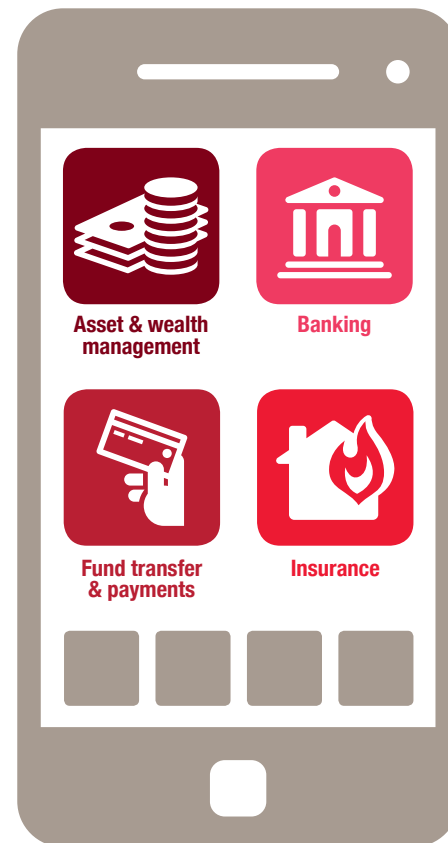 Asset & wealth
management
Banking
Fund transfer
& payments
Insurance